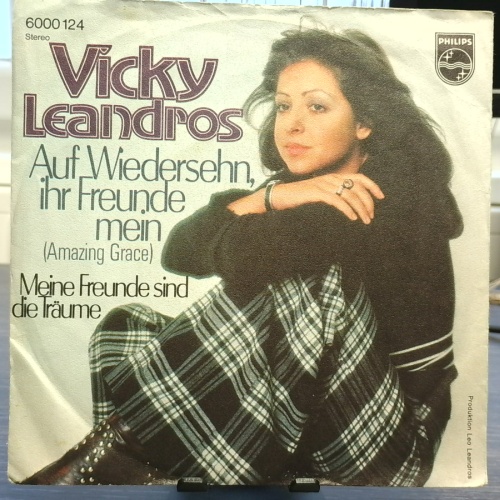 6000 124
Stereo
Vicky
Leandros
Auf Wiedersehn,
ihr Freunde
mein
(Amazing Grace)
Meine Freunde sind
die Träume
PHILIPS
Produktion Leo Leandros